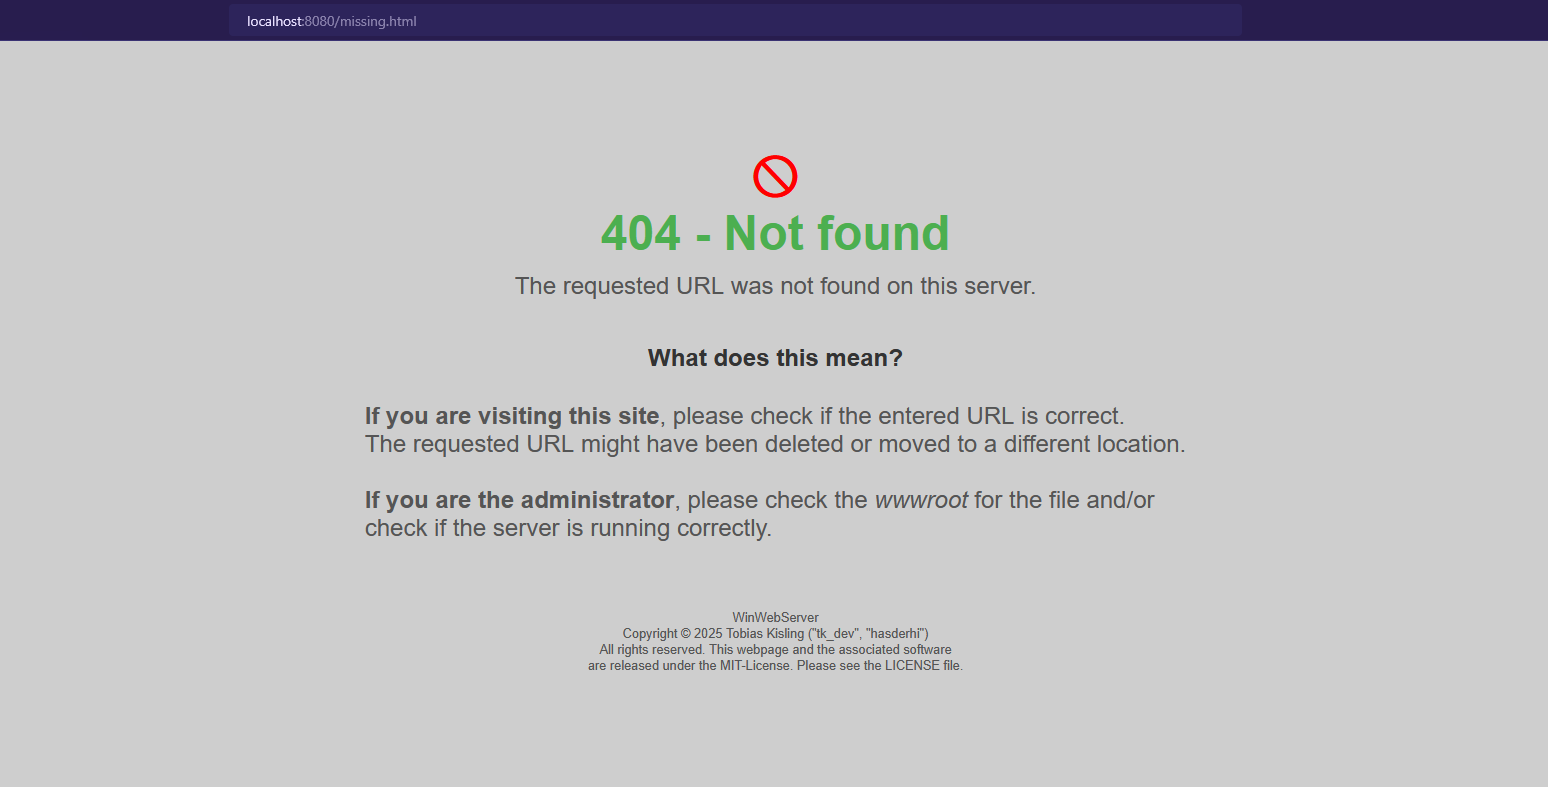 localhost:8080/missing.html
404 - Not found
The requested URL was not found on this server.
What does this mean?
If you are visiting this site, please check if the entered URL is correct.
The requested URL might have been deleted or moved to a different location.
If you are the administrator, please check the wwwroot for the file and/or
check if the server is running correctly.
WinWebServer
Copyright © 2025 Tobias Kisling ("tk_dev", "hasderhi")
All rights reserved. This webpage and the associated software
are released under the MIT-License. Please see the LICENSE file.